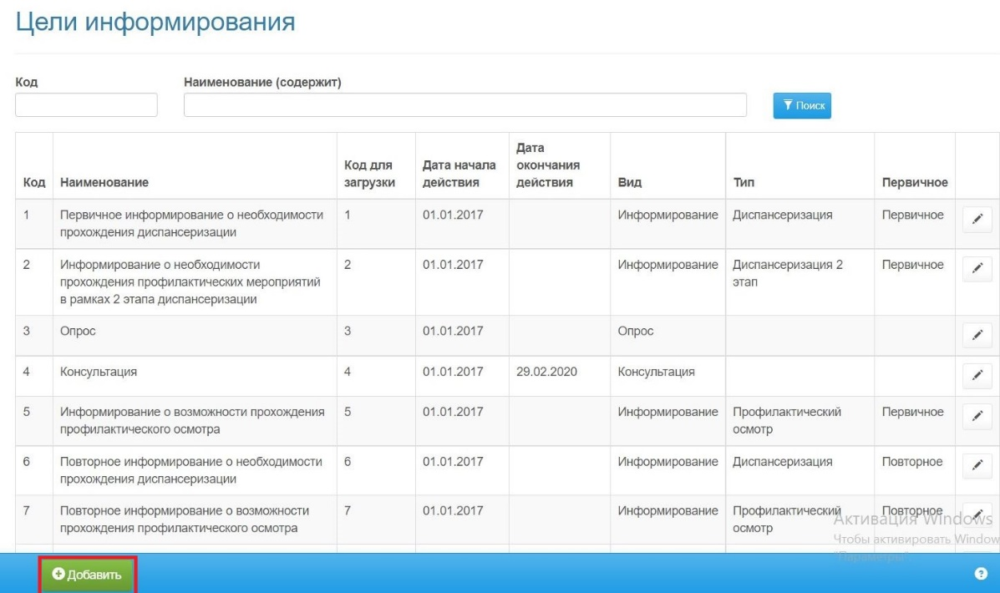 Цели информирования
Код
Наименование (содержит)
Поиск
Код Наименование Код для загрузки Дата начала действия Дата окончания действия Вид Тип Первичное
1 Первичное информирование о необходимости 1 01.01.2017 Информирование Диспансеризация Первичное
прохождения диспансеризации
2 Информирование о необходимости 2 01.01.2017 Информирование Диспансеризация 2 Первичное
прохождения профилактических мероприятий этап
в рамках 2 этапа диспансеризации
3 Опрос 3 01.01.2017 Опрос
4 Консультация 4 01.01.2017 29.02.2020 Консультация
5 Информирование о возможности прохождения 5 01.01.2017 Информирование Профилактический Первичное
профилактического осмотра осмотр
6 Повторное информирование о необходимости 6 01.01.2017 Информирование Диспансеризация Повторное
прохождения диспансеризации
7 Повторное информирование о возможности 7 01.01.2017 Информирование Профилактический Повторное
прохождения профилактического осмотра осмотр
Активация Windows
Чтобы активировать Window
"Параметры".
Добавить